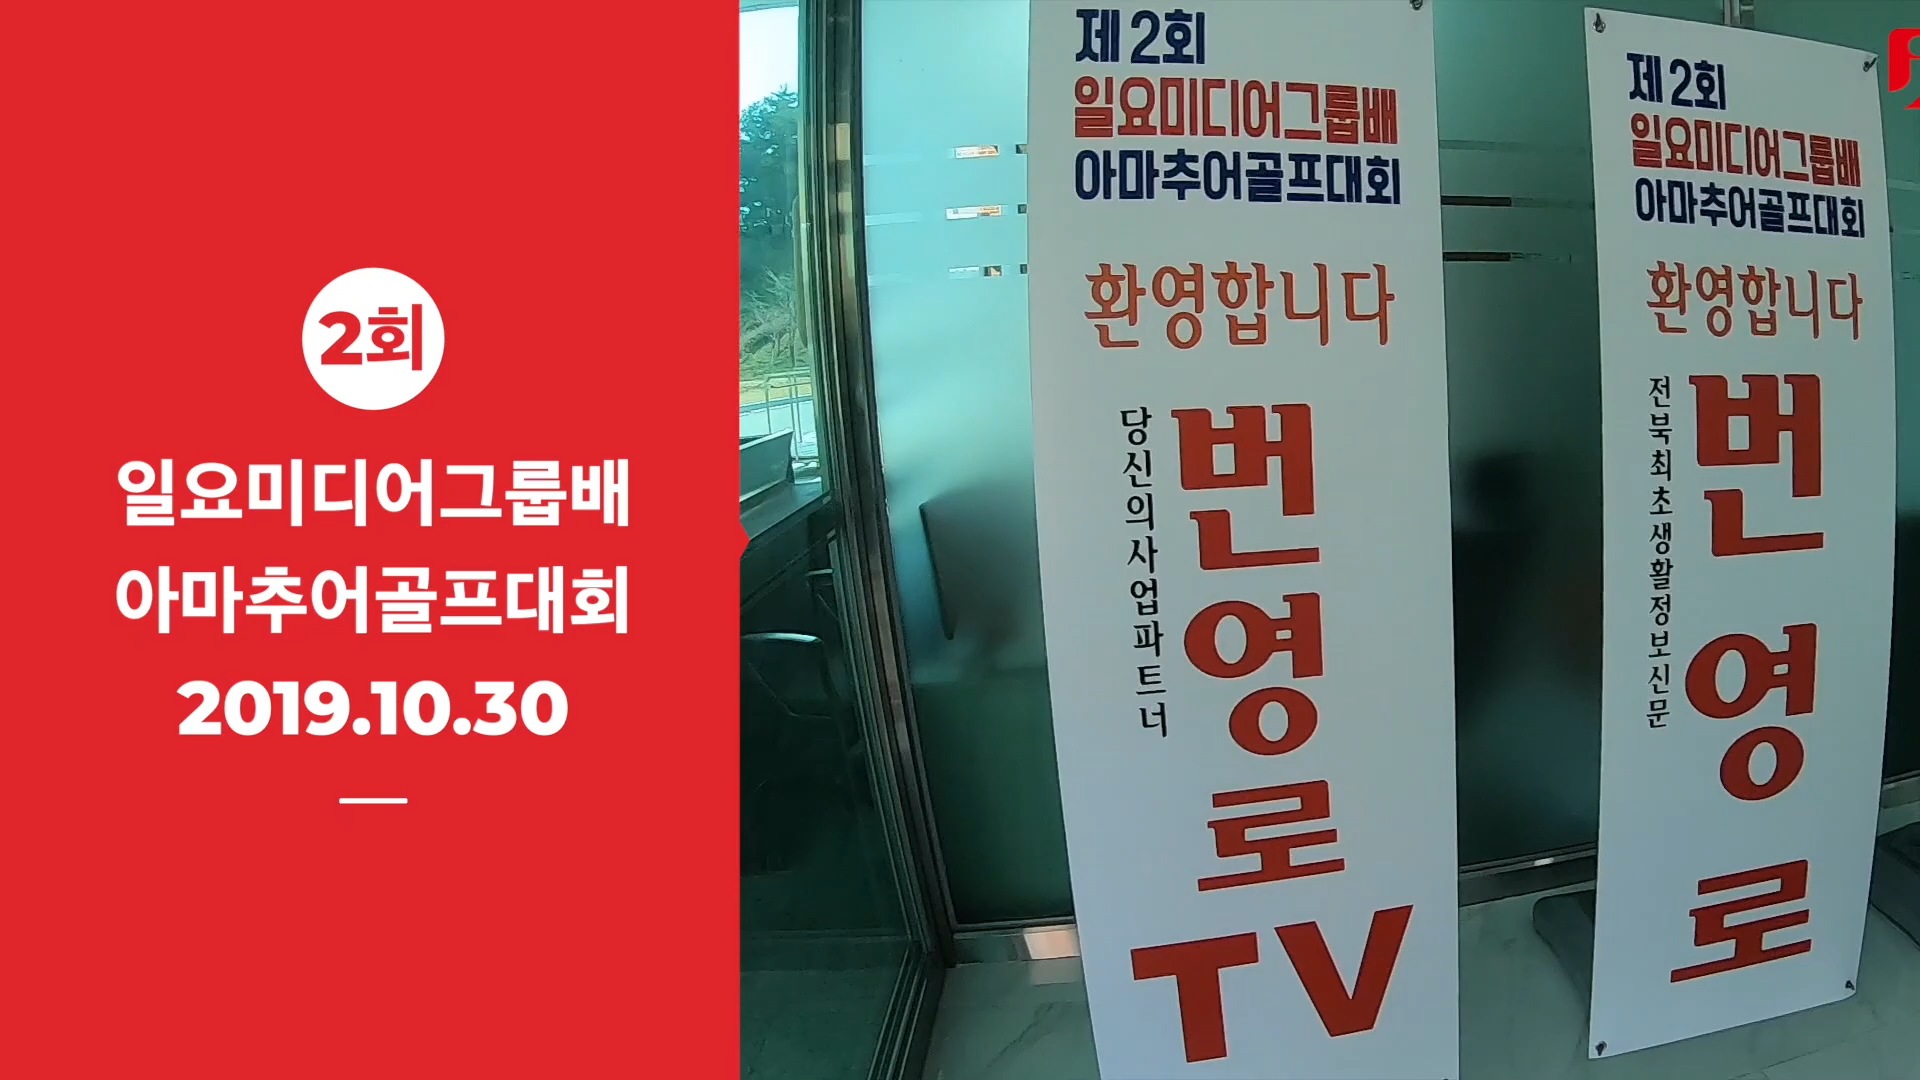 2회
일요미디어그룹배
아마추어골프대회
2019.10.30
제2회
일요미디어그룹배
아마추어골프대회
환영합니다
당신의사업파트너
번영로
TV
제2회
일요미디어그룹배
아마추어골프대회
환영합니다
전북최초생활정보신문
번영로